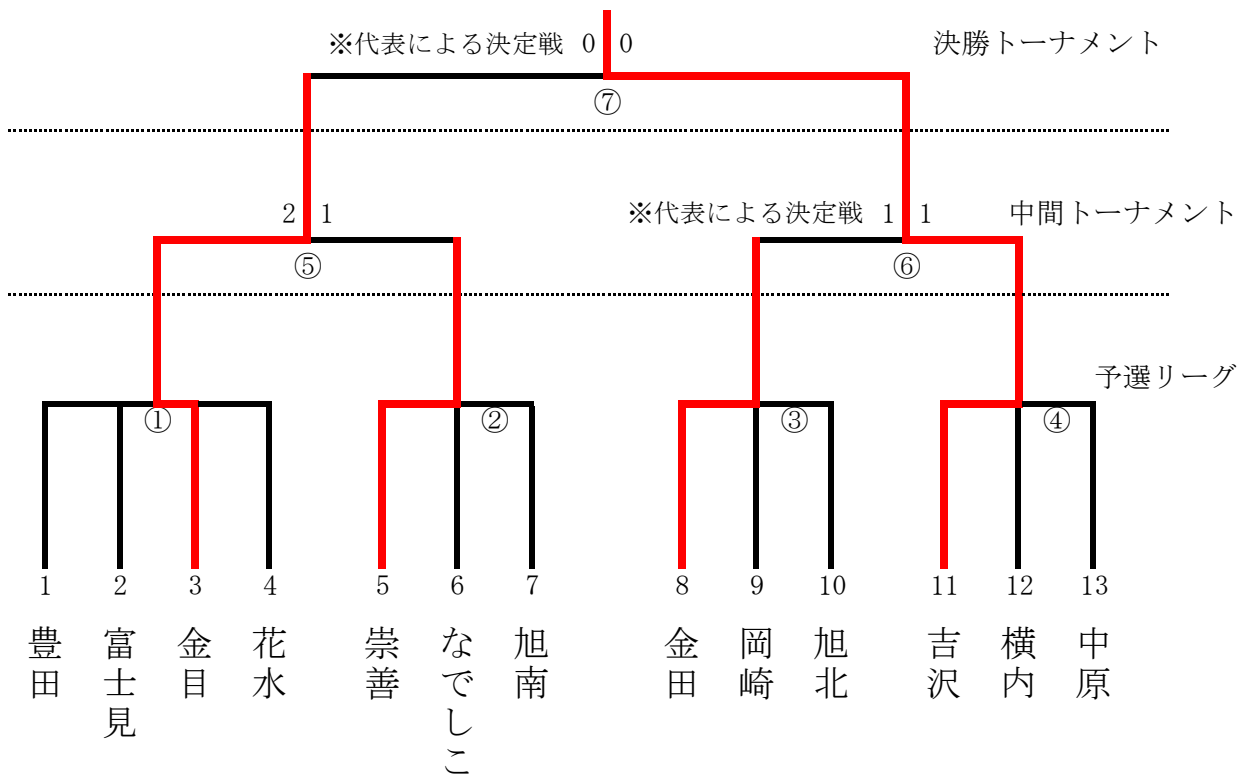 ※代表による決定戦 0 0 決勝トーナメント
⑦
2 1 ※代表による決定戦 1 1 中間トーナメント
⑤ ⑥
予選リーグ
① ② ③ ④
1 2 3 4 5 6 7 8 9 10 11 12 13
豊田
富士見
金目
花水
崇善
なでしこ
旭南
金田
岡崎
旭北
吉沢
横内
中原